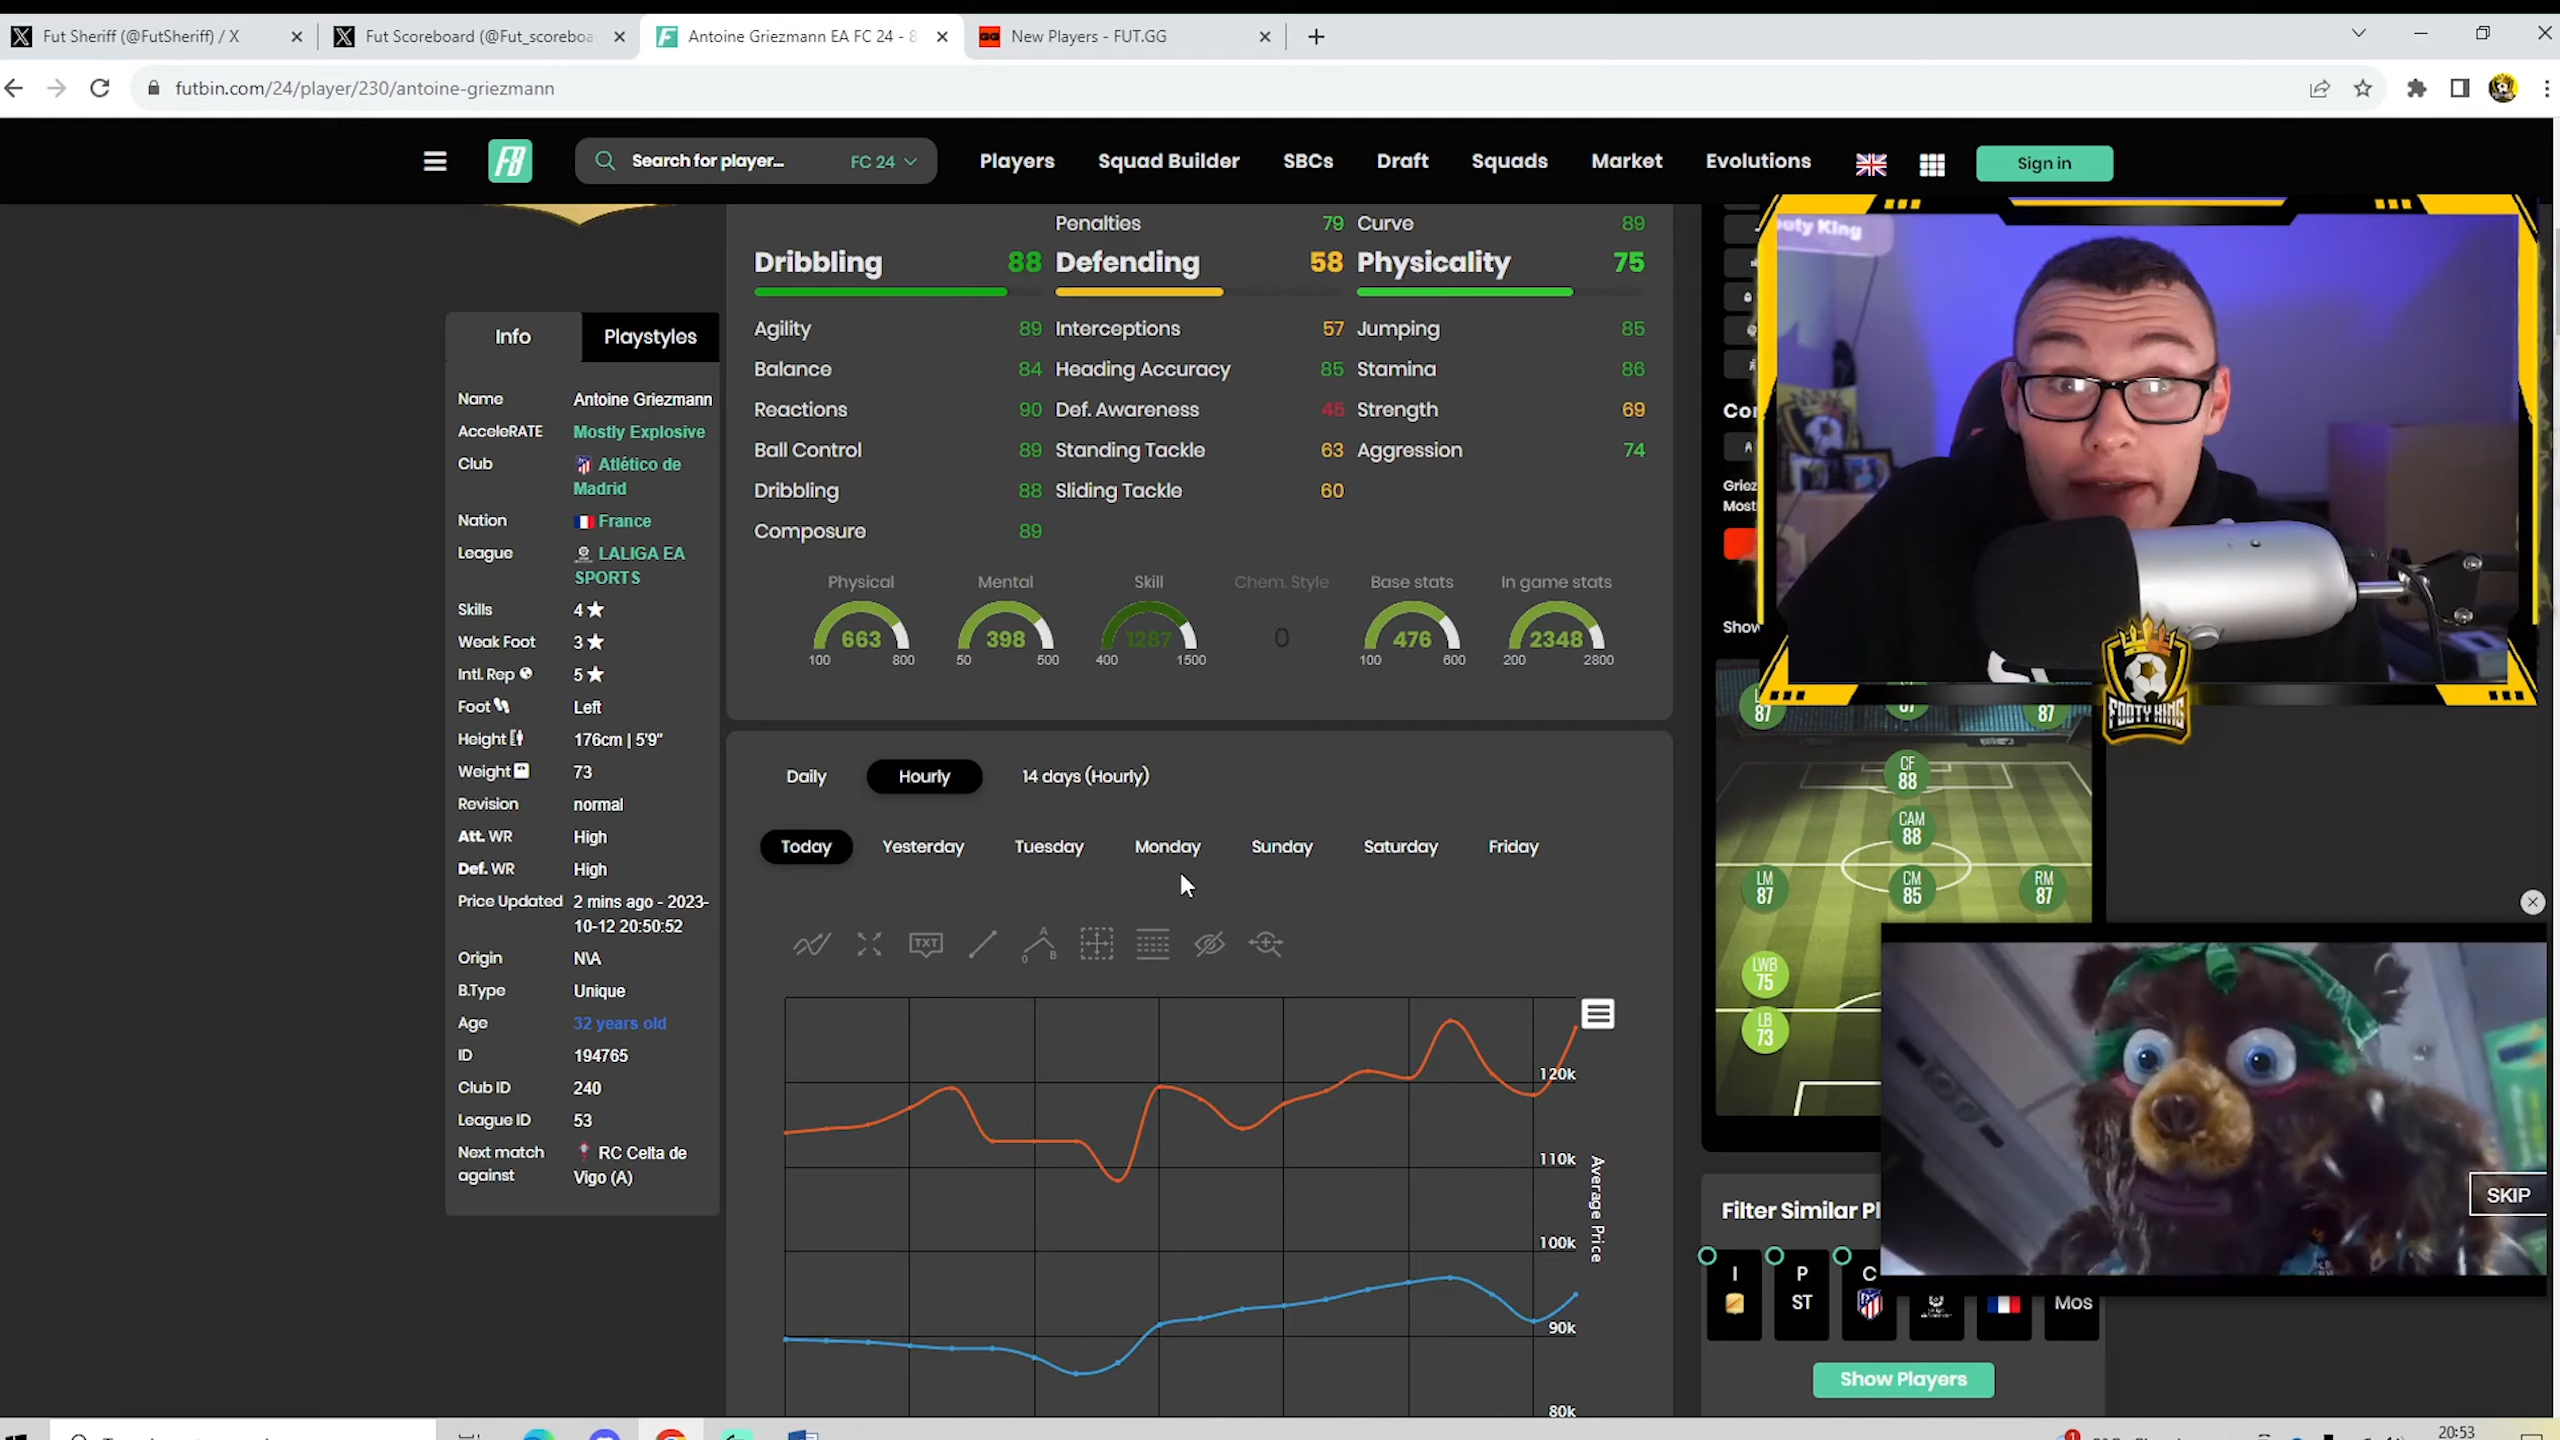 Fut Sheriff (@FutSheriff) / X
Fut Scoreboard (@Fut_scoreboa
Antoine Griezmann EA FC 24 - 8
New Players - FUT.GG
futbin.com/24/player/230/antoine-griezmann
Search for player...
FC 24
Players
Squad Builder
SBCs
Draft
Squads
Market
Evolutions
Sign in
Penalties 79
Curve 89
Dribbling 88
Defending 58
Physicality 75
Agility 89
Interceptions 57
Jumping 85
Balance 84
Heading Accuracy 85
Stamina 86
Reactions 90
Def. Awareness 45
Strength 69
Ball Control 89
Standing Tackle 63
Aggression 74
Dribbling 88
Sliding Tackle 60
Composure 89
Physical
Mental
Skill
Chem. Style
Base stats
In game stats
663
398
1287
0
476
2348
100 800
50 500
400 1500
100 600
200 2800
Info
Playstyles
Name Antoine Griezmann
AcceleRATE Mostly Explosive
Club Atlético de
Madrid
Nation France
League LALIGA EA
SPORTS
Skills 4
Weak Foot 3
Intl. Rep 5
Foot Left
Height 176cm | 5'9"
Weight 73
Revision normal
Att. WR High
Def. WR High
Price Updated 2 mins ago - 2023-
10-12 20:50:52
Origin N\A
B.Type Unique
Age 32 years old
ID 194765
Club ID 240
League ID 53
Next match RC Celta de
against Vigo (A)
Daily
Hourly
14 days (Hourly)
Today
Yesterday
Tuesday
Monday
Sunday
Saturday
Friday
TXT
A
0 B
120k
110k
100k
90k
80k
Average Price
ooty King
FOOTY KING
Griez
Most
Show
87
87
87
CF
88
CAM
88
LM
87
CM
85
RM
87
LWB
75
LB
73
SKIP
Filter Similar Pl
I
P
ST
C
Mos
Show Players
20:53